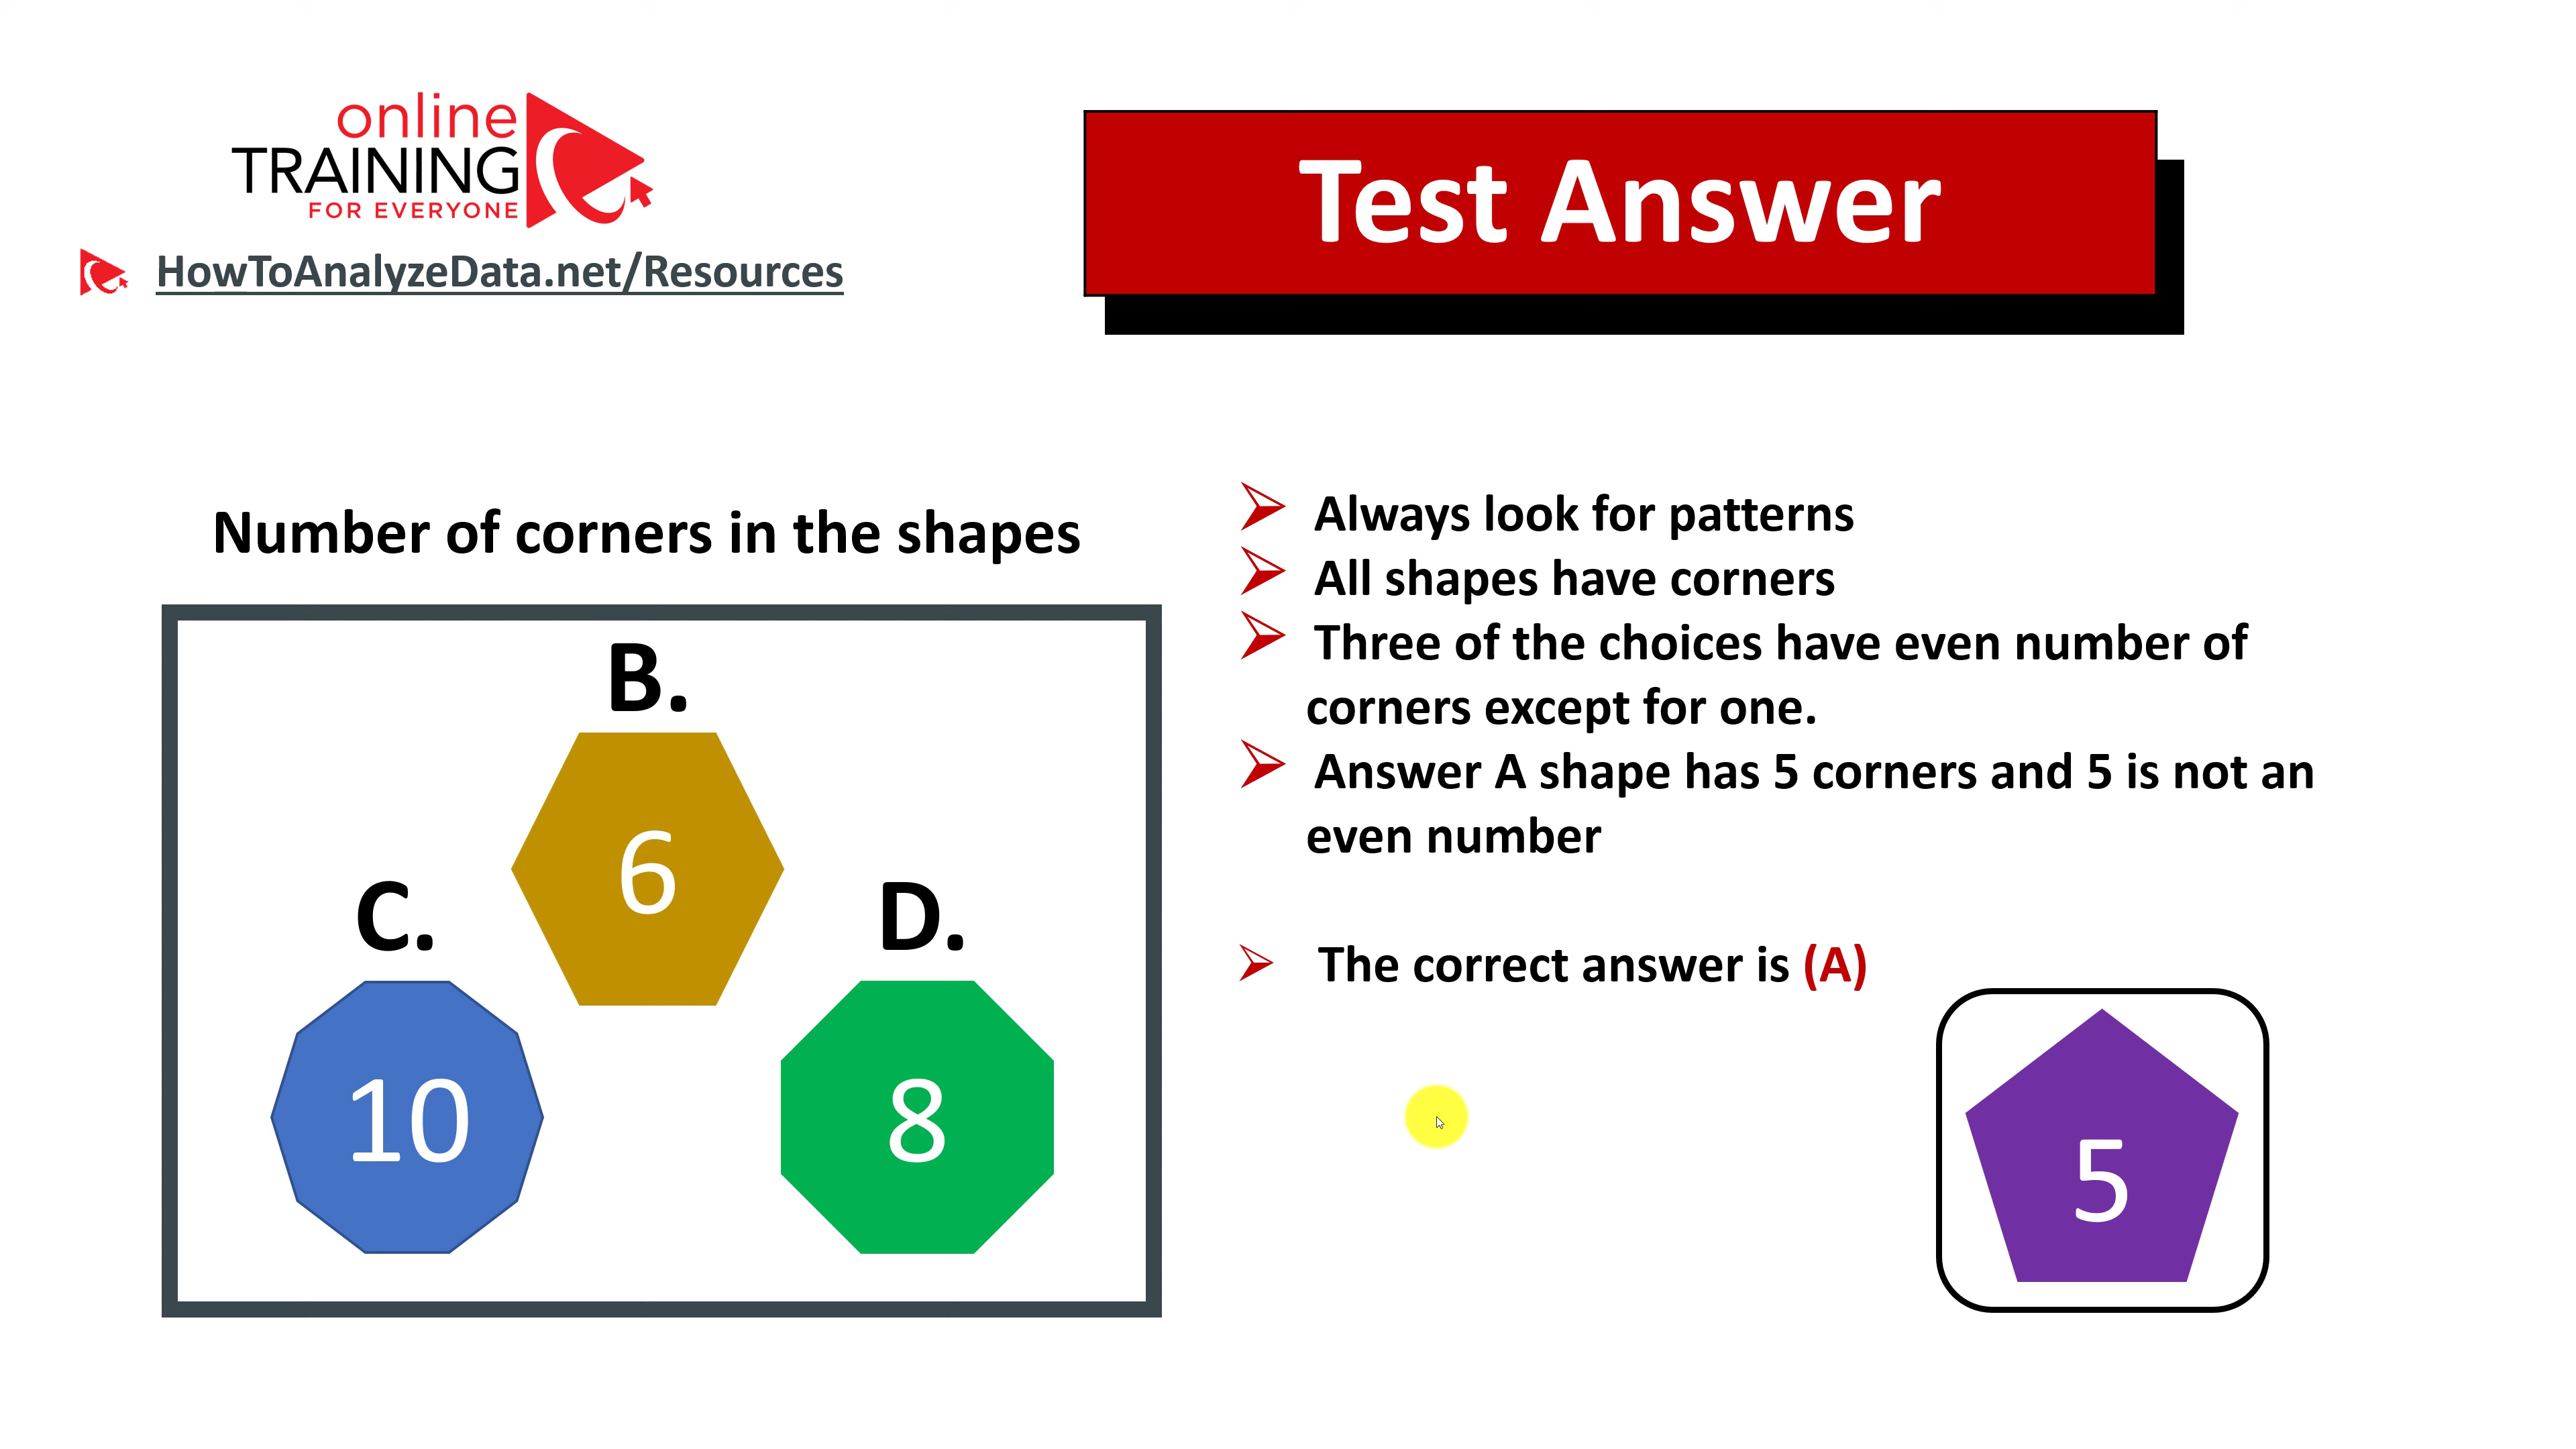 online
TRAINING
FOR EVERYONE
HowToAnalyzeData.net/Resources
Test Answer
Number of corners in the shapes
B.
6
C.
D.
10
8
Always look for patterns
All shapes have corners
Three of the choices have even number of
corners except for one.
Answer A shape has 5 corners and 5 is not an
even number
The correct answer is (A)
5